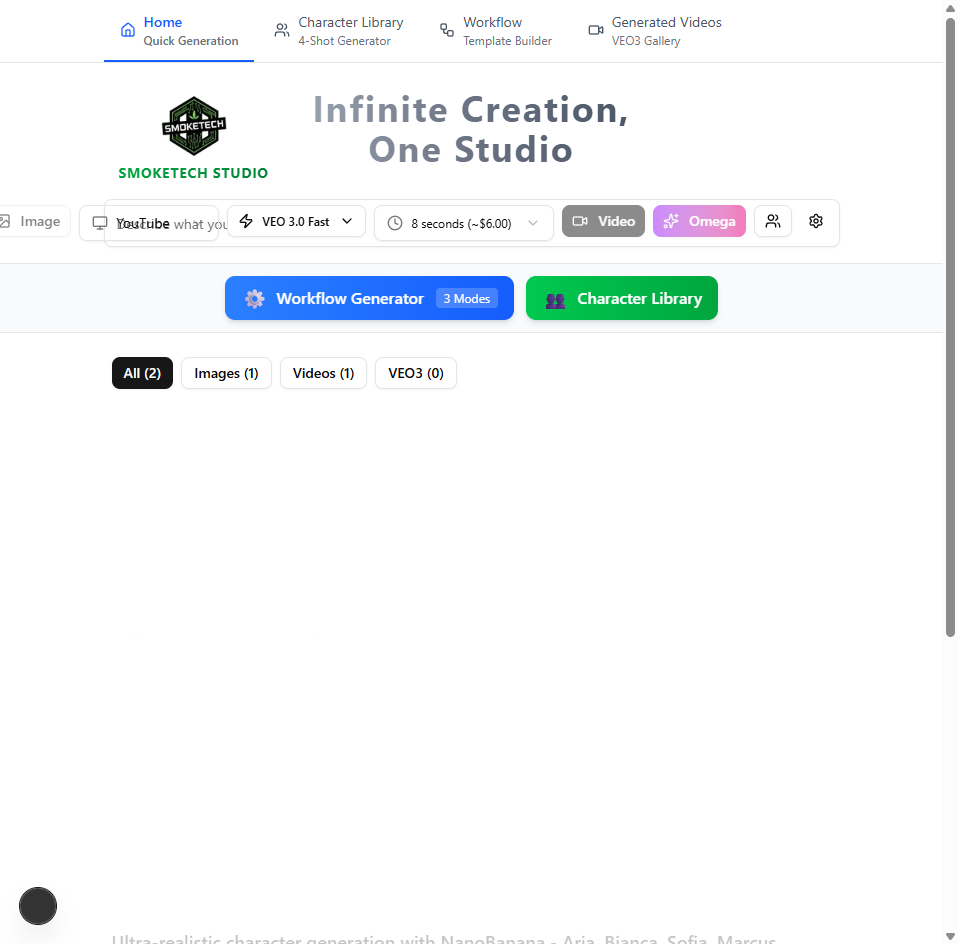 Home
Quick Generation
Character Library
4-Shot Generator
Workflow
Template Builder
Generated Videos
VEO3 Gallery
SMOKETECH
SMOKETECH STUDIO
Infinite Creation,
One Studio
Image
YouTube
Describe what you
VEO 3.0 Fast
8 seconds (~$6.00)
Video
Omega
Workflow Generator
3 Modes
Character Library
All (2)
Images (1)
Videos (1)
VEO3 (0)
Ultra-realistic character generation with NanoBanana - Aria, Bianca, Sofia, Marcus